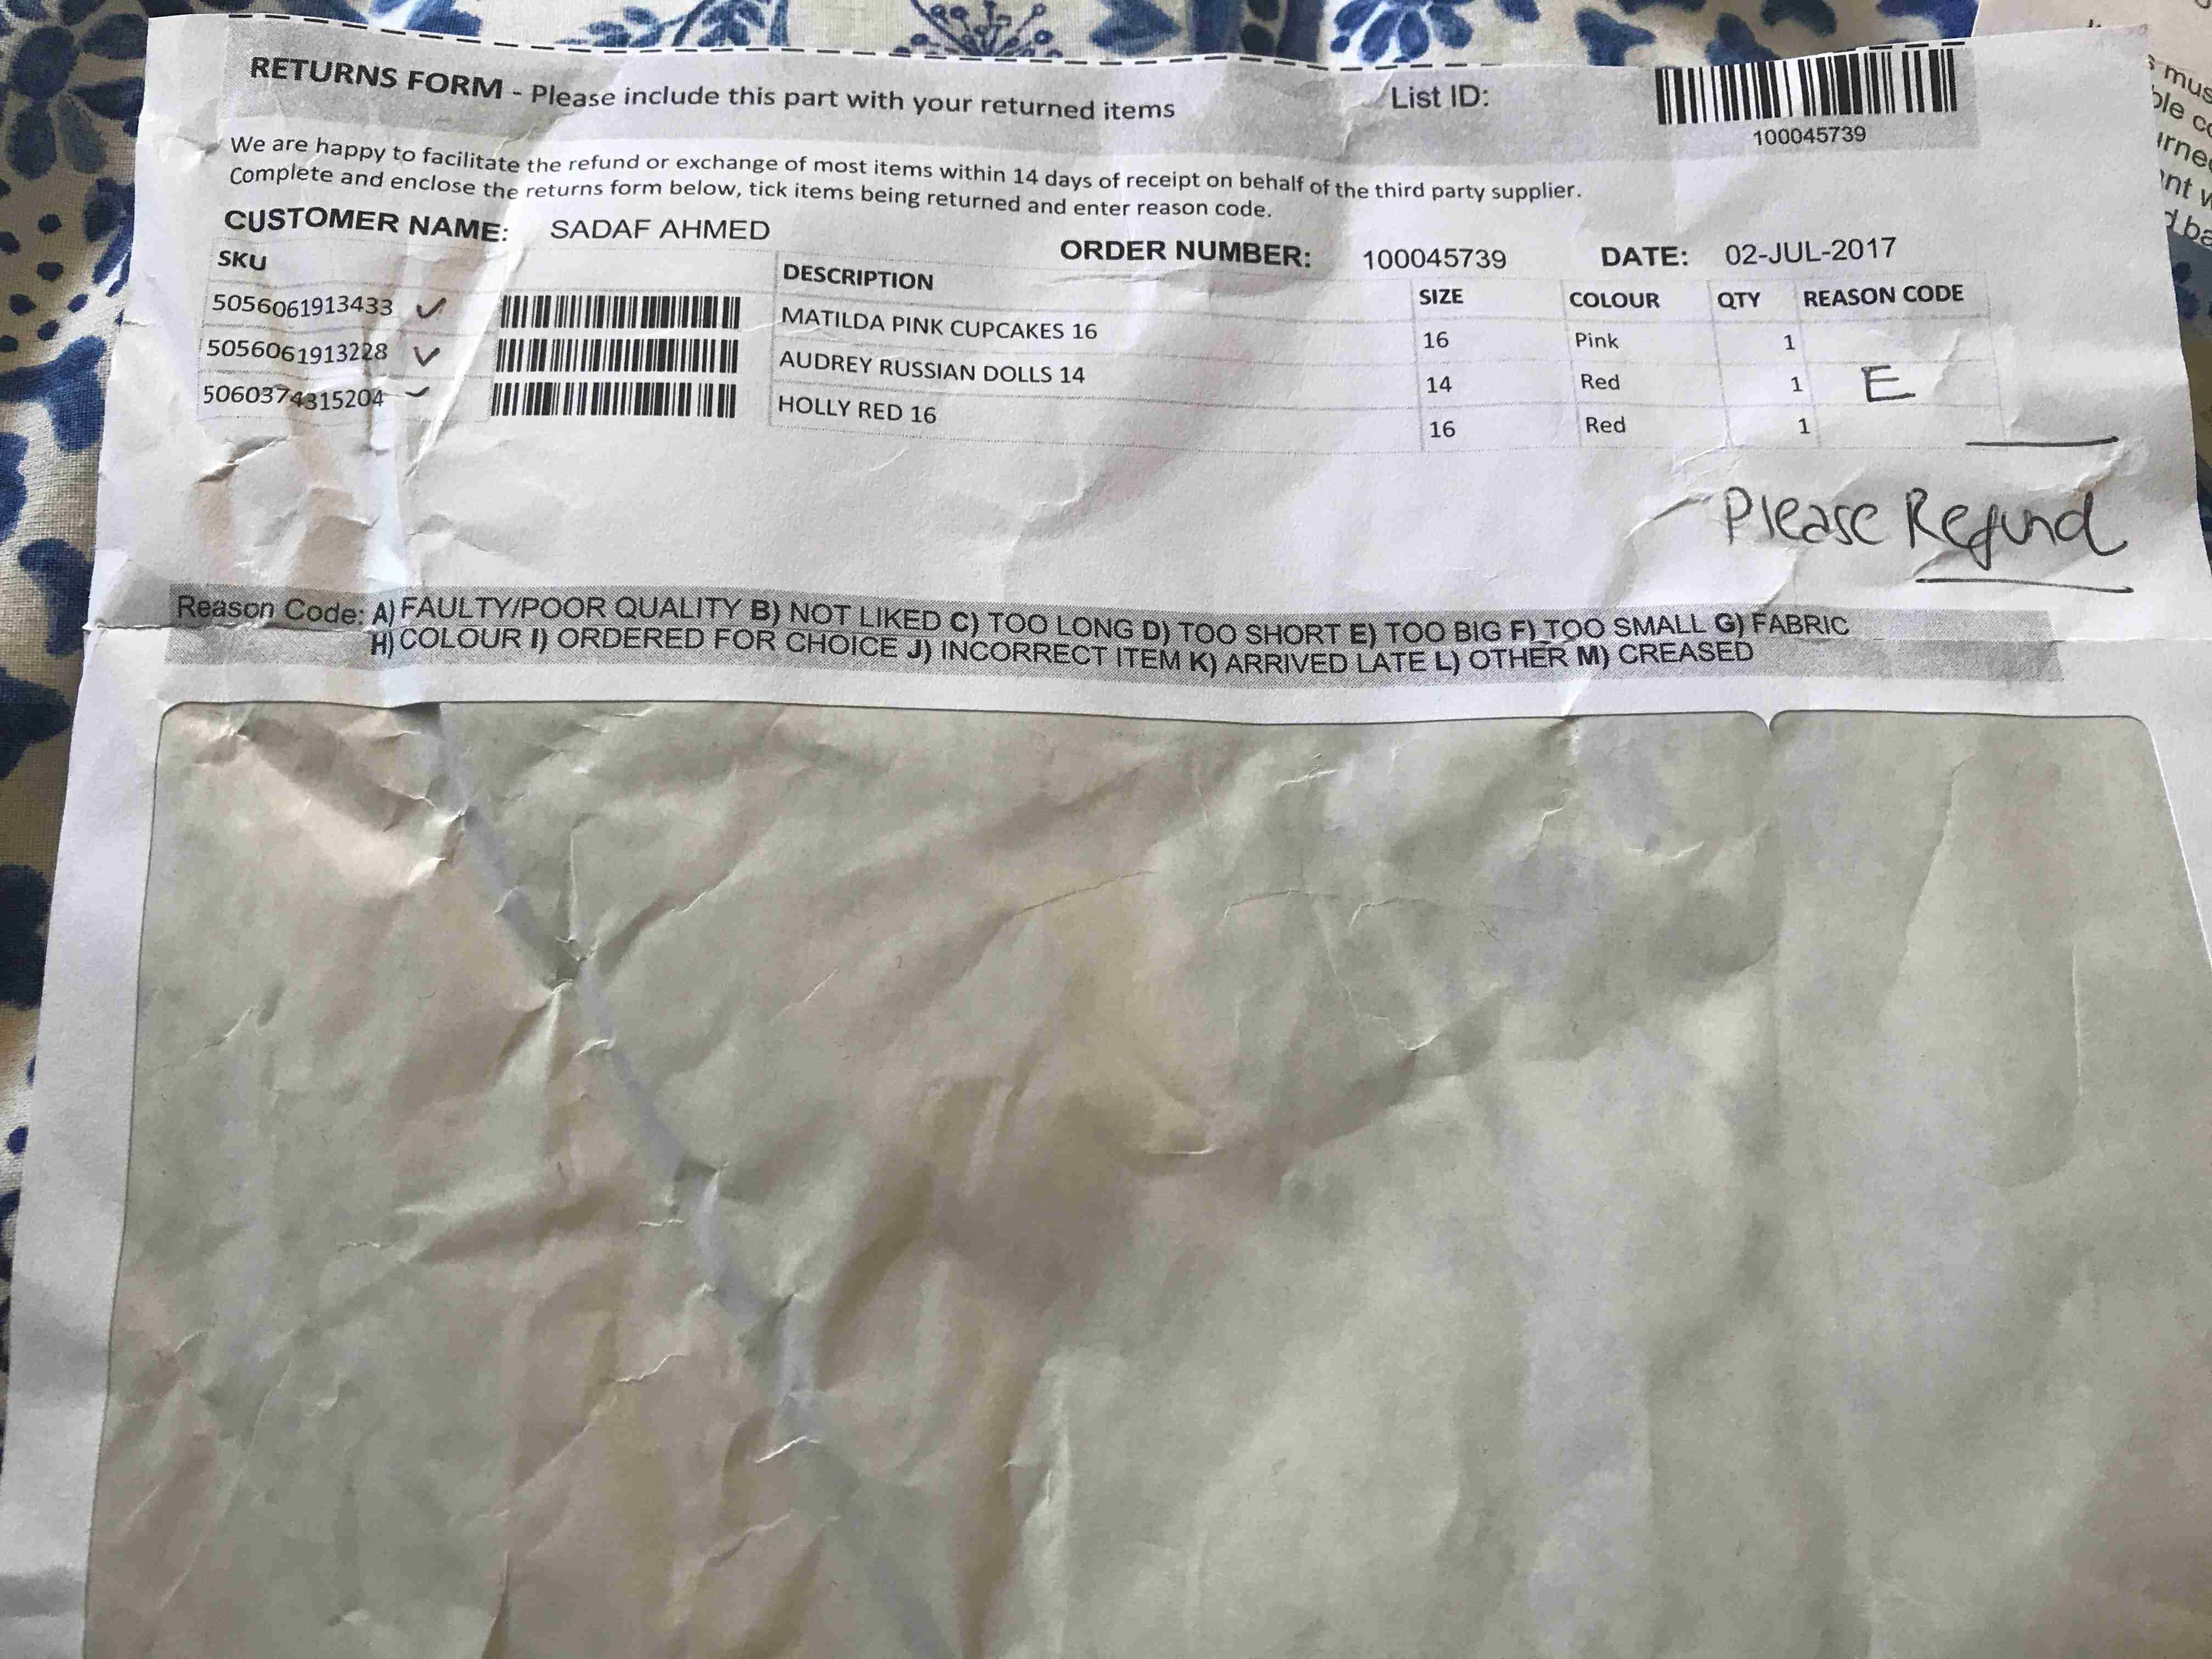 RETURNS FORM - Please include this part with your returned items List ID:
100045739
We are happy to facilitate the refund or exchange of most items within 14 days of receipt on behalf of the third party supplier.
Complete and enclose the returns form below, tick items being returned and enter reason code.
CUSTOMER NAME: SADAF AHMED ORDER NUMBER: 100045739 DATE: 02-JUL-2017
SKU DESCRIPTION SIZE COLOUR QTY REASON CODE
5056061913433 ✓ MATILDA PINK CUPCAKES 16 16 Pink 1
5056061913228 ✓ AUDREY RUSSIAN DOLLS 14 14 Red 1 E
5060374315204 ✓ HOLLY RED 16 16 Red 1
Please Refund
Reason Code: A) FAULTY/POOR QUALITY B) NOT LIKED C) TOO LONG D) TOO SHORT E) TOO BIG F) TOO SMALL G) FABRIC
H) COLOUR I) ORDERED FOR CHOICE J) INCORRECT ITEM K) ARRIVED LATE L) OTHER M) CREASED